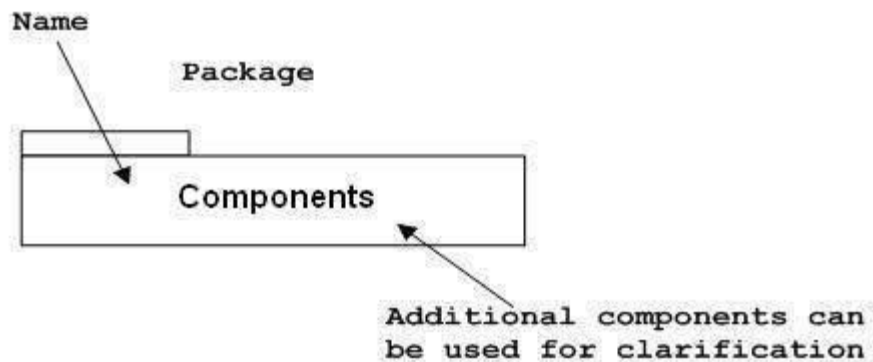 Name
Package
Components
Additional components can
be used for clarification